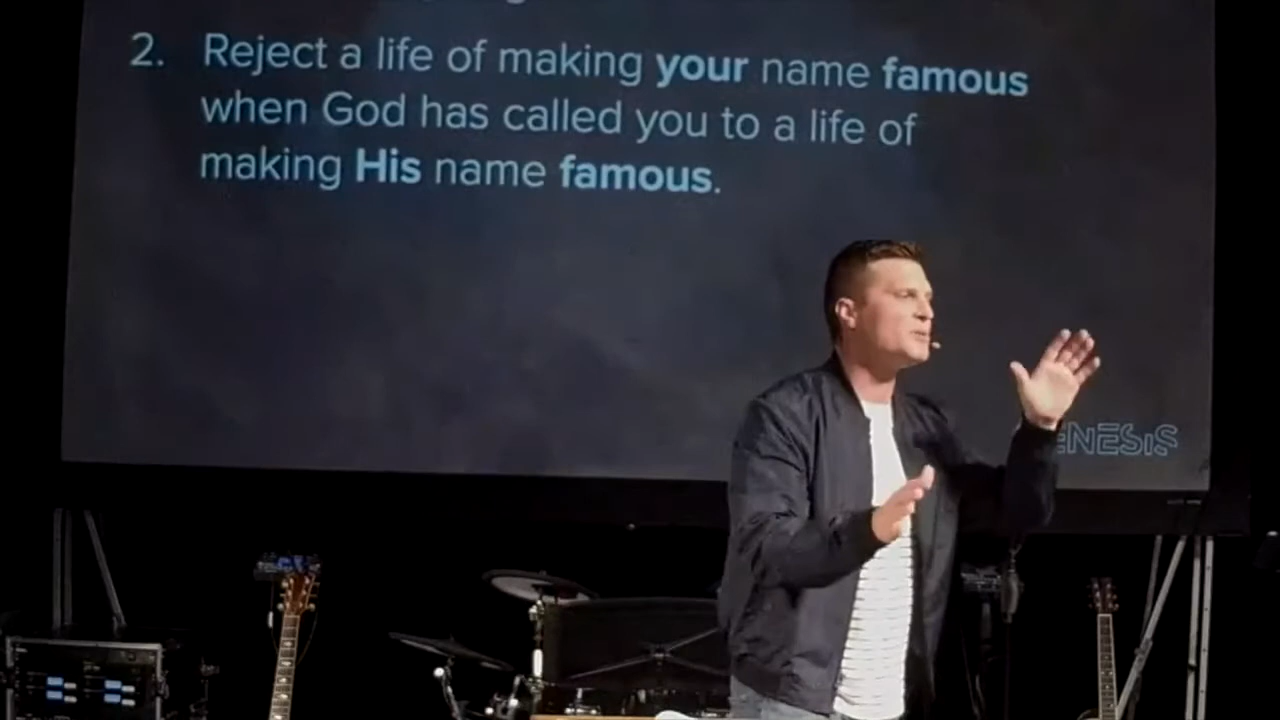 2. Reject a life of making your name famous
when God has called you to a life of
making His name famous.
ENESIS